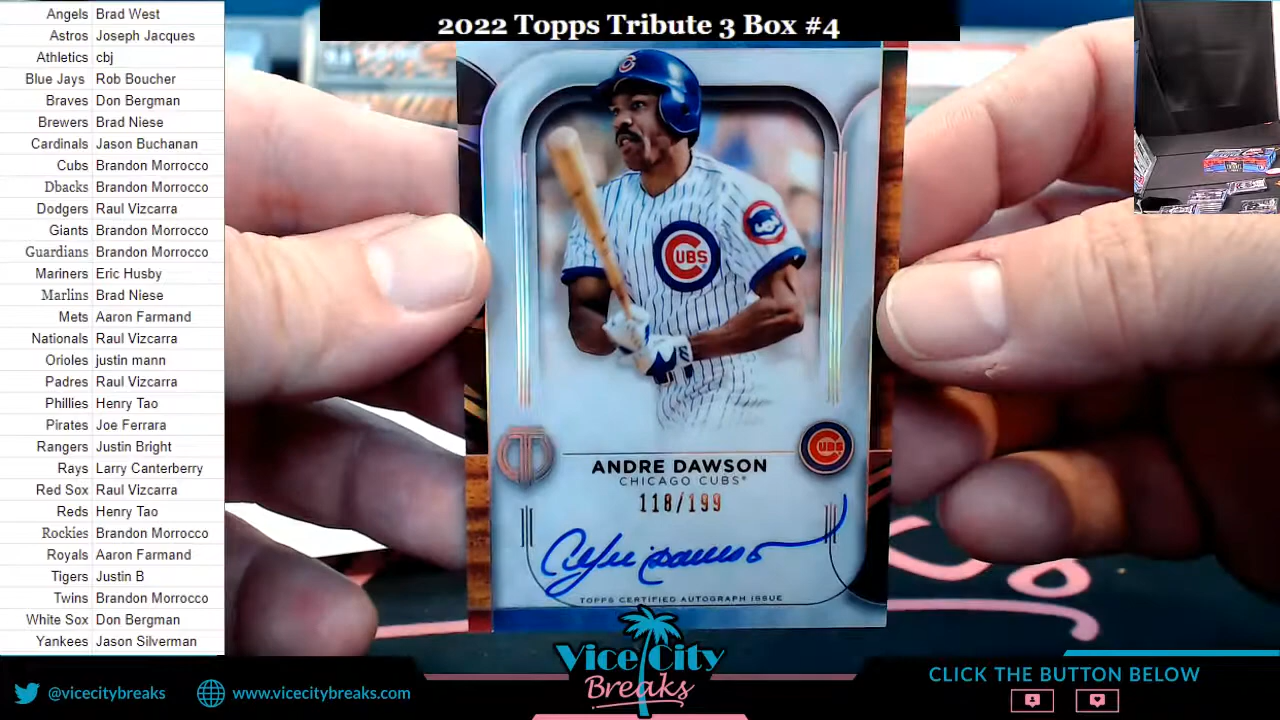 2022 Topps Tribute 3 Box #4
Angels Brad West
Astros Joseph Jacques
Athletics cbj
Blue Jays Rob Boucher
Braves Don Bergman
Brewers Brad Niese
Cardinals Jason Buchanan
Cubs Brandon Morrocco
Dbacks Brandon Morrocco
Dodgers Raul Vizcarra
Giants Brandon Morrocco
Guardians Brandon Morrocco
Mariners Eric Husby
Marlins Brad Niese
Mets Aaron Farmand
Nationals Raul Vizcarra
Orioles justin mann
Padres Raul Vizcarra
Phillies Henry Tao
Pirates Joe Ferrara
Rangers Justin Bright
Rays Larry Canterberry
Red Sox Raul Vizcarra
Reds Henry Tao
Rockies Brandon Morrocco
Royals Aaron Farmand
Tigers Justin B
Twins Brandon Morrocco
White Sox Don Bergman
Yankees Jason Silverman
CUBS
CUBS
ANDRE DAWSON
CHICAGO CUBS®
118/199
Andre Dawson
TOPPS CERTIFIED AUTOGRAPH ISSUE
Vice City
Breaks
@vicecitybreaks
www.vicecitybreaks.com
CLICK THE BUTTON BELOW